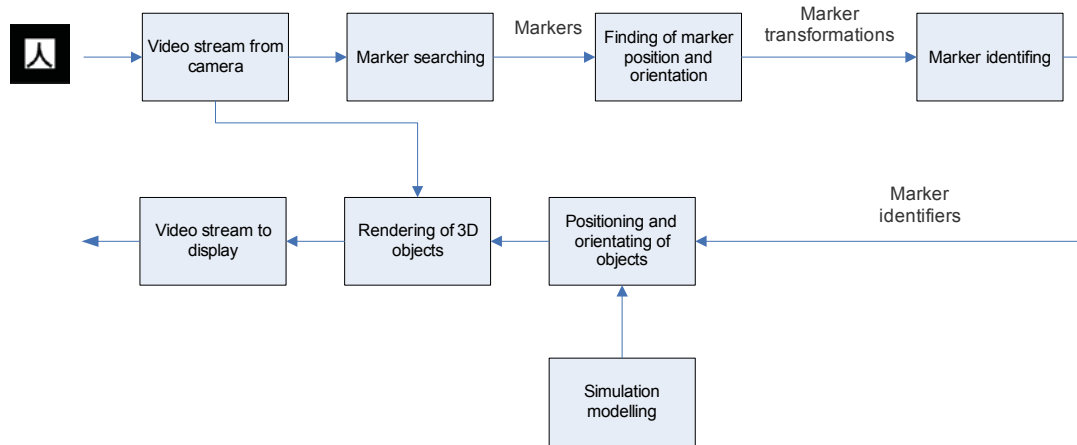 人
Video stream from
camera
Marker searching
Markers
Finding of marker
position and
orientation
Marker
transformations
Marker identifing
Video stream to
display
Rendering of 3D
objects
Positioning and
orientating of
objects
Marker
identifiers
Simulation
modelling